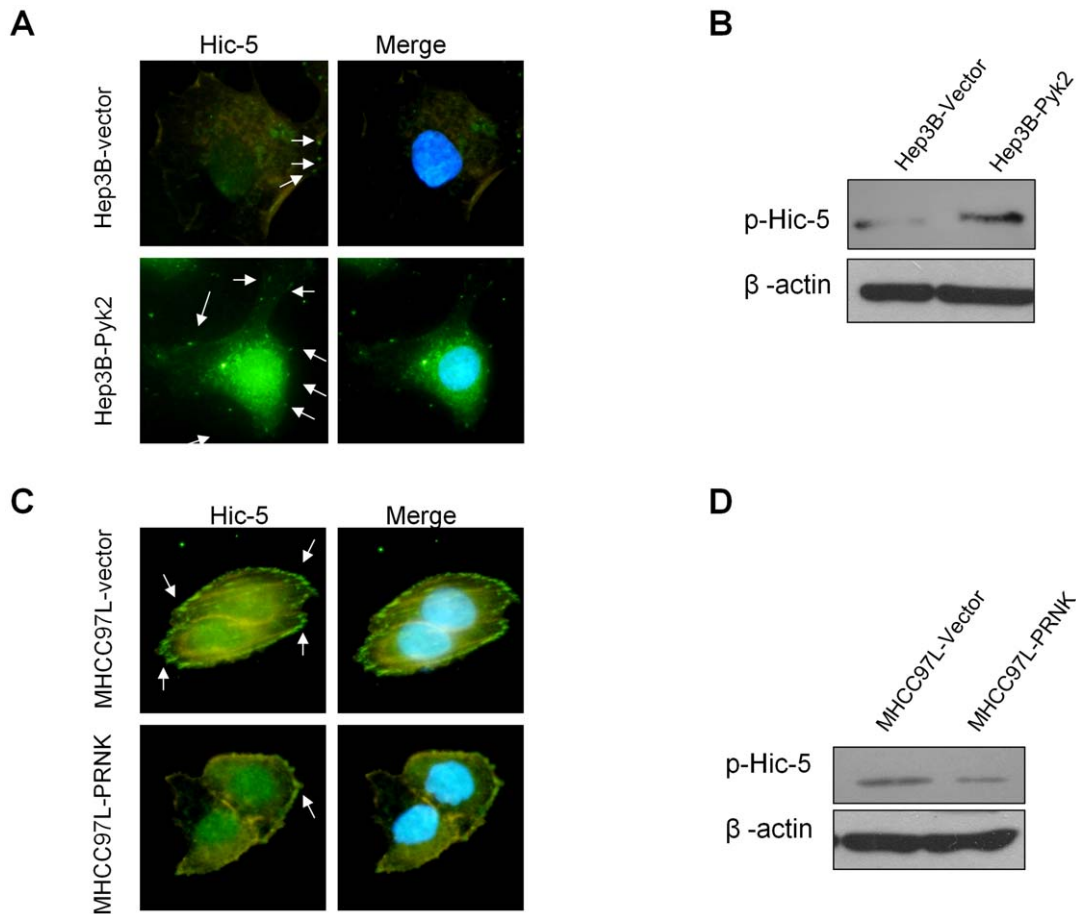 A
Hic-5 Merge
Hep3B-vector
Hep3B-Pyk2
B
Hep3B-Vector
Hep3B-Pyk2
p-Hic-5
β -actin
C
Hic-5 Merge
MHCC97L-vector
MHCC97L-PRNK
D
MHCC97L-Vector
MHCC97L-PRNK
p-Hic-5
β -actin